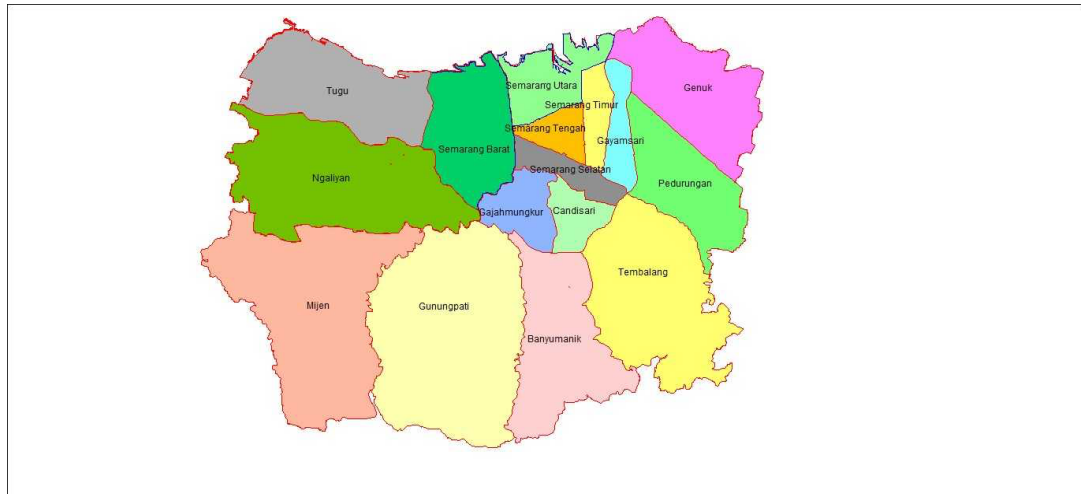 Semarang Utara
Genuk
Tugu
Semarang Timur
Semarang Tengah
Gayamsari
Semarang Barat
Semarang Selatan
Ngaliyan
Pedurungan
Gajahmungkur
Candisari
Tembalang
Mijen
Gunungpati
Banyumanik